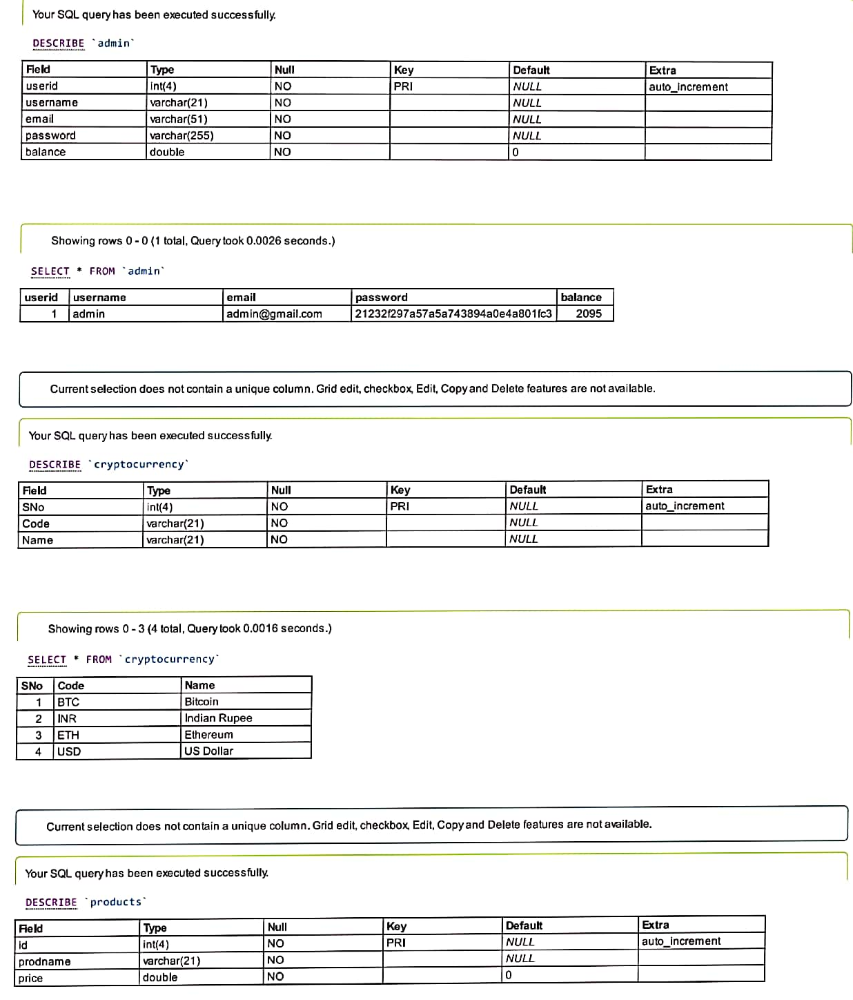 Your SQL query has been executed successfully.
DESCRIBE `admin`
Field Type Null Key Default Extra
userid int(4) NO PRI NULL auto_increment
username varchar(21) NO NULL
email varchar(51) NO NULL
password varchar(255) NO NULL
balance double NO 0
Showing rows 0 - 0 (1 total, Query took 0.0026 seconds.)
SELECT * FROM `admin`
userid username email password balance
1 admin admin@gmail.com 21232f297a57a5a743894a0e4a801fc3 2095
Current selection does not contain a unique column. Grid edit, checkbox, Edit, Copy and Delete features are not available.
Your SQL query has been executed successfully.
DESCRIBE `cryptocurrency`
Field Type Null Key Default Extra
SNo int(4) NO PRI NULL auto_increment
Code varchar(21) NO NULL
Name varchar(21) NO NULL
Showing rows 0 - 3 (4 total, Query took 0.0016 seconds.)
SELECT * FROM `cryptocurrency`
SNo Code Name
1 BTC Bitcoin
2 INR Indian Rupee
3 ETH Ethereum
4 USD US Dollar
Current selection does not contain a unique column. Grid edit, checkbox, Edit, Copy and Delete features are not available.
Your SQL query has been executed successfully.
DESCRIBE `products`
Field Type Null Key Default Extra
id int(4) NO PRI NULL auto_increment
prodname varchar(21) NO NULL
price double NO 0